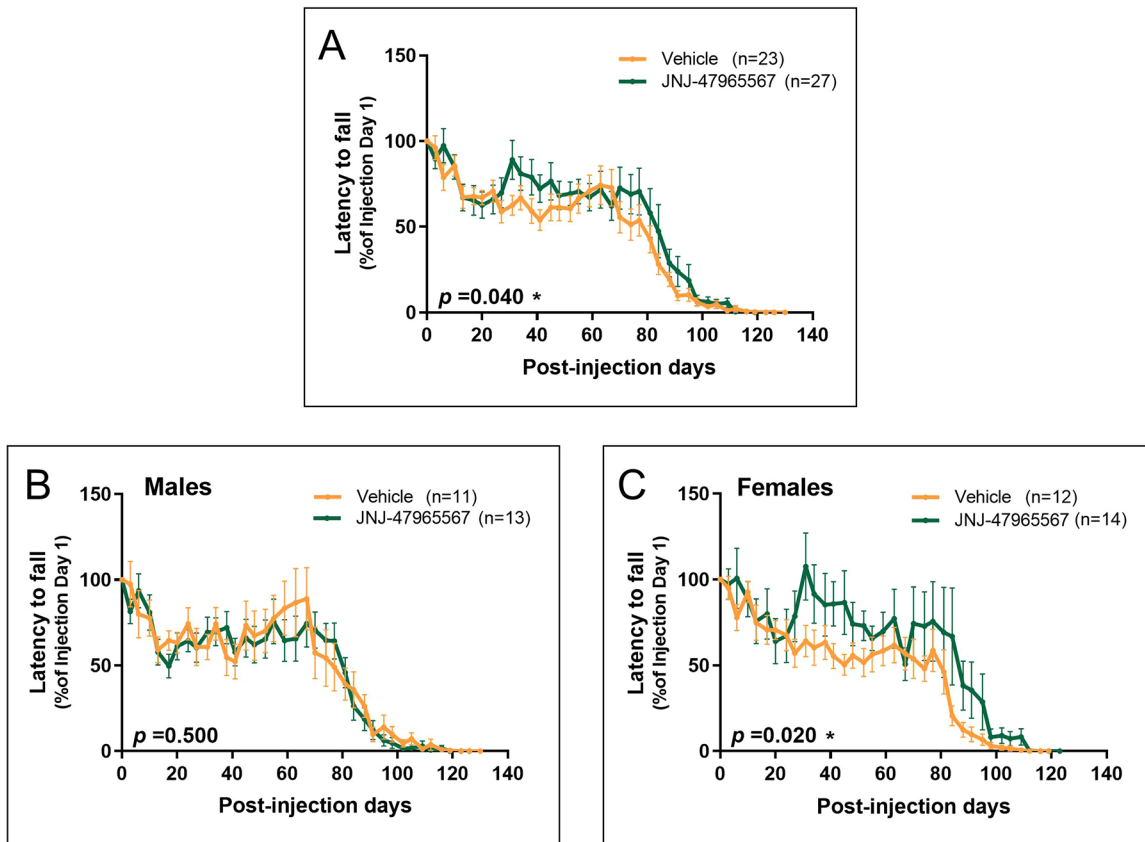 A
Vehicle (n=23)
JNJ-47965567 (n=27)
Latency to fall
(%of Injection Day 1)
150
100
50
0
p =0.040 *
0 20 40 60 80 100 120 140
Post-injection days
B
Males
Vehicle (n=11)
JNJ-47965567 (n=13)
Latency to fall
(%of Injection Day 1)
150
100
50
0
p =0.500
0 20 40 60 80 100 120 140
Post-injection days
C
Females
Vehicle (n=12)
JNJ-47965567 (n=14)
Latency to fall
(%of Injection Day 1)
150
100
50
0
p =0.020 *
0 20 40 60 80 100 120 140
Post-injection days